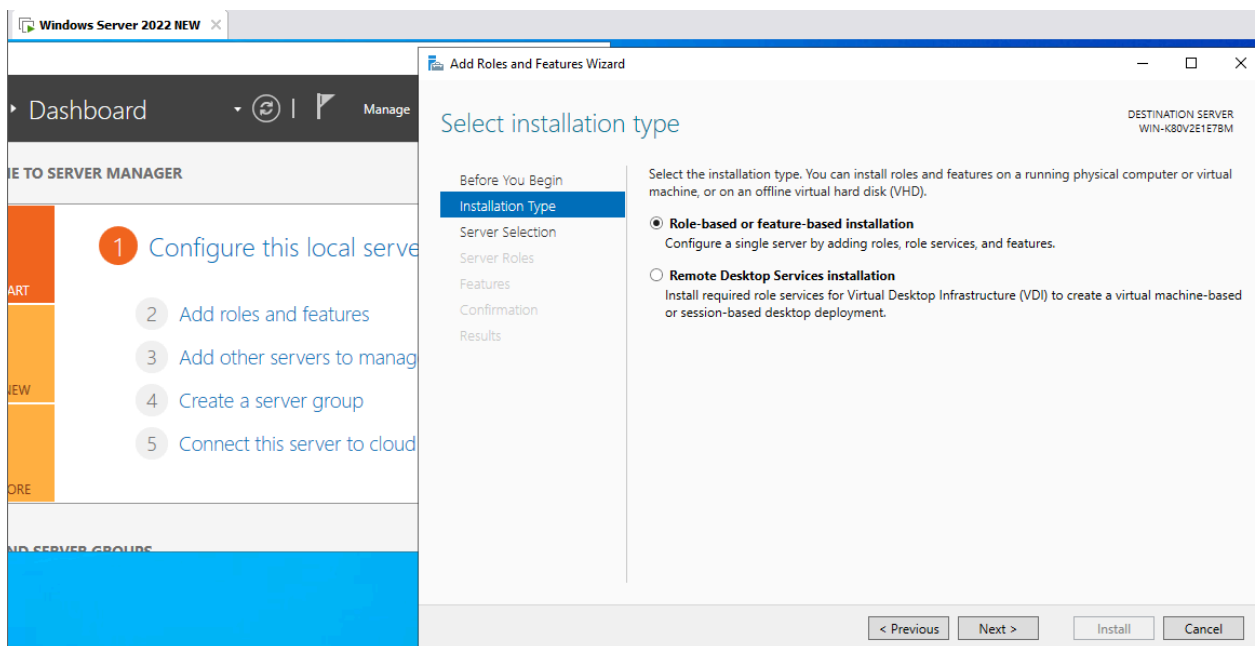 Windows Server 2022 NEW
Dashboard
Manage
IE TO SERVER MANAGER
ART
NEW
ORE
1 Configure this local serve
2 Add roles and features
3 Add other servers to manag
4 Create a server group
5 Connect this server to cloud
ND SERVER GROUPS
Add Roles and Features Wizard
Select installation type
DESTINATION SERVER
WIN-K80V2E1E7BM
Before You Begin
Installation Type
Server Selection
Server Roles
Features
Confirmation
Results
Select the installation type. You can install roles and features on a running physical computer or virtual
machine, or on an offline virtual hard disk (VHD).
Role-based or feature-based installation
Configure a single server by adding roles, role services, and features.
Remote Desktop Services installation
Install required role services for Virtual Desktop Infrastructure (VDI) to create a virtual machine-based
or session-based desktop deployment.
< Previous
Next >
Install
Cancel